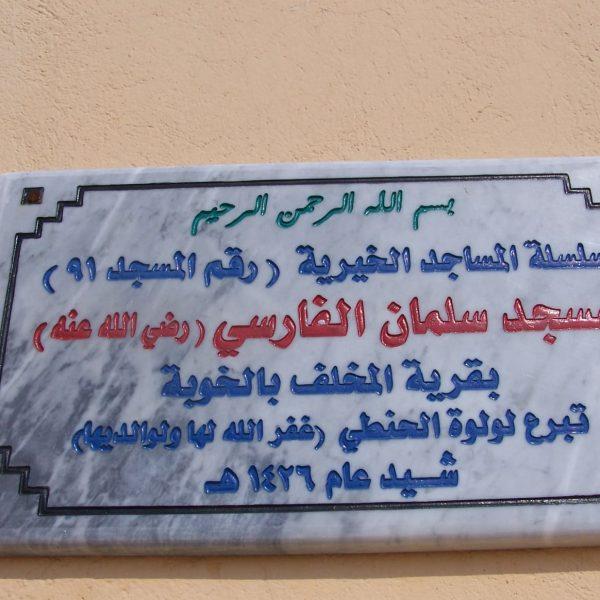 بسم الله الرحمن الرحيم
سلسلة المساجد الخيرية ( رقم المسجد ٩١ )
مسجد سلمان الفارسي ( رضي الله عنه )
بقرية المخلف بالخوبة
تبرع لولوة الحنطي (غفر الله لها ولوالديها)
شيد عام ١٤٢٦ هـ